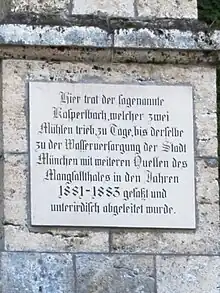 Hier trat der sogenannte
Kasperlbach, welcher zwei
Mühlen trieb, zu Tage, bis derselbe
zu der Wasserversorgung der Stadt
München mit weiteren Quellen des
Mangfallthales in den Jahren
1881-1883 gefaßt und
unterirdisch abgeleitet wurde.